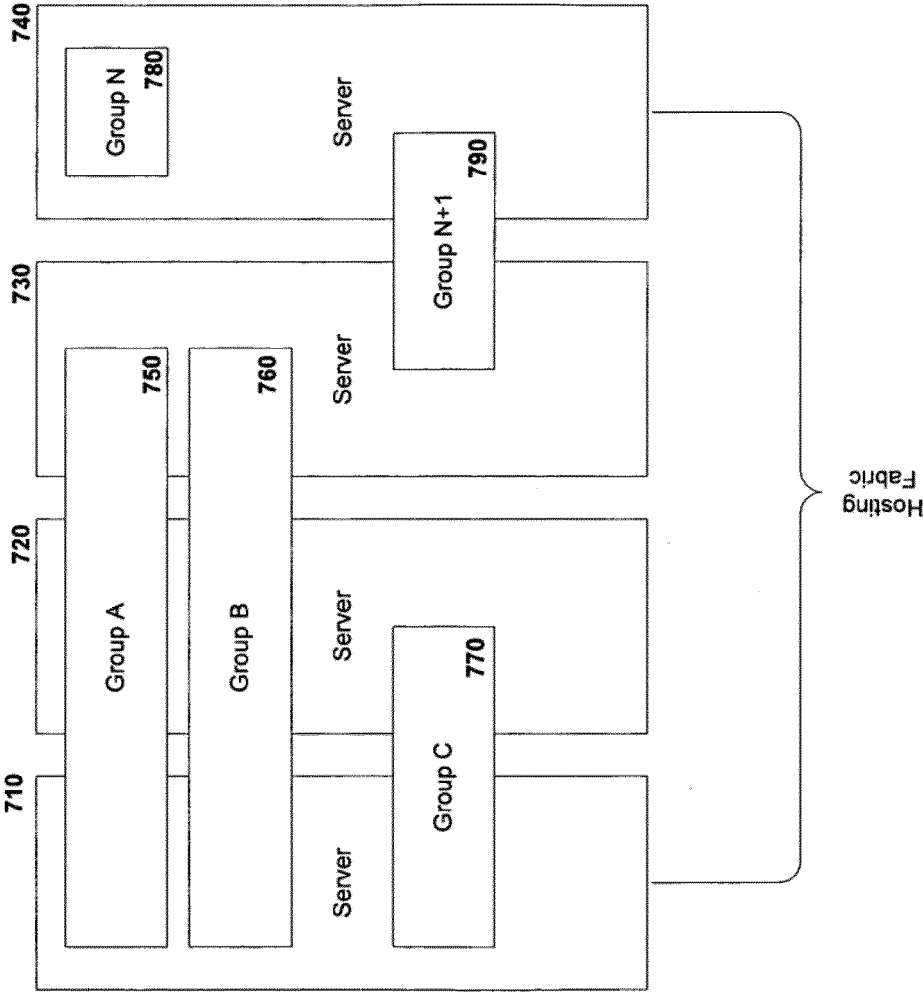 710
720
730
740
Group A
750
Group N
780
Group B
760
Server
Server
Server
Server
Group C
770
Group N+1
790
Hosting
Fabric